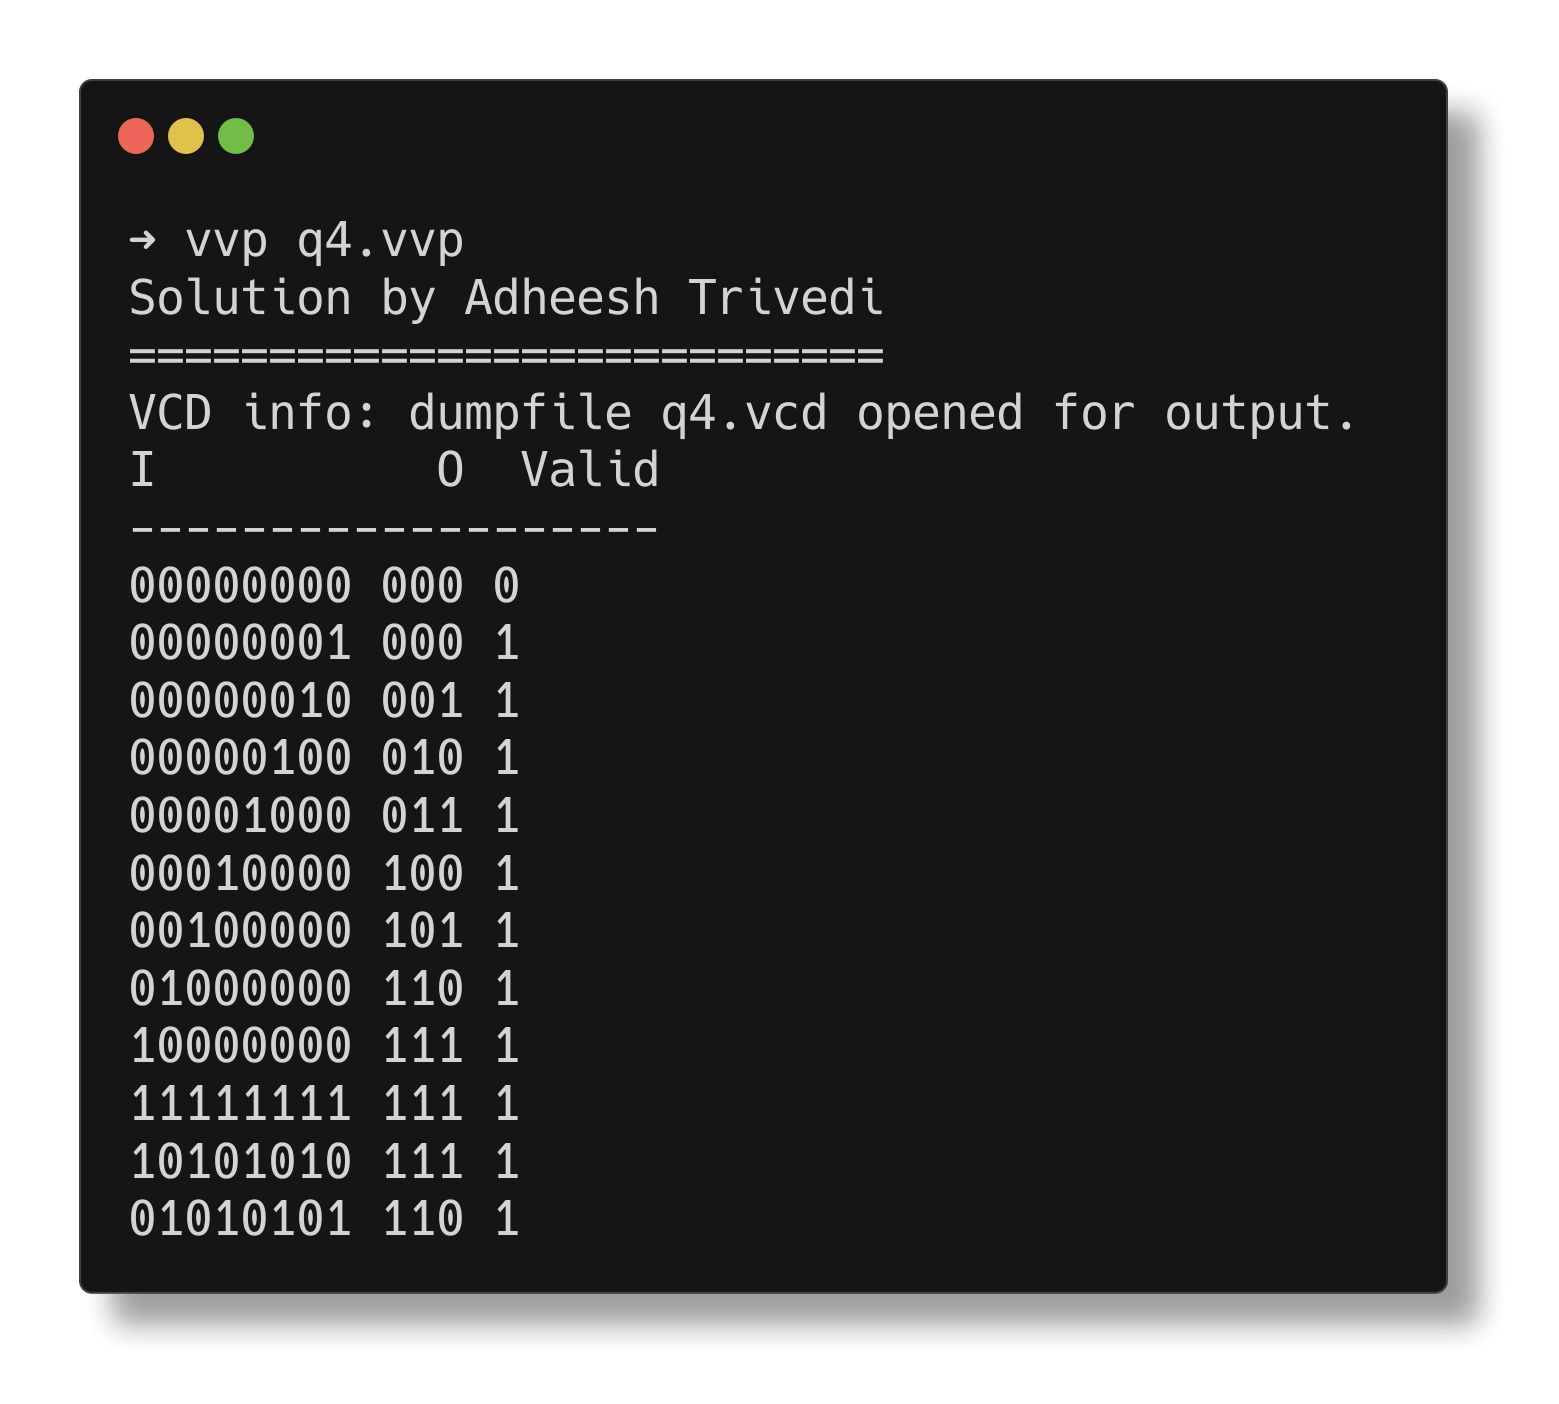 ➜ vvp q4.vvp
Solution by Adheesh Trivedi
===========================
VCD info: dumpfile q4.vcd opened for output.
I          O  Valid
-------------------
00000000 000 0
00000001 000 1
00000010 001 1
00000100 010 1
00001000 011 1
00010000 100 1
00100000 101 1
01000000 110 1
10000000 111 1
11111111 111 1
10101010 111 1
01010101 110 1